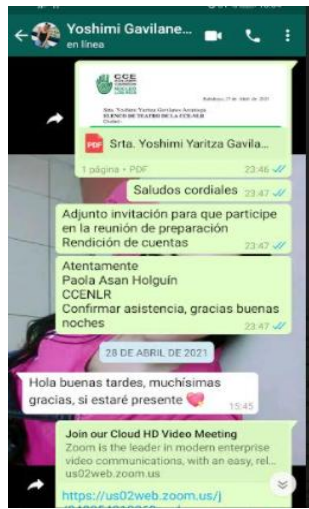 Yoshimi Gavilane...
en línea
CCE
Srta. Yoshimi Yaritza Gavilanes
ELENCO DE TEATRO DE LA CCE-NLR
PDF
Srta. Yoshimi Yaritza Gavila...
1 página • PDF
23:46
Saludos cordiales 23:47
Adjunto invitación para que participe
en la reunión de preparación
Rendición de cuentas
23:47
Atentamente
Paola Asan Holguín
CCENLR
Confirmar asistencia, gracias buenas
noches
23:47
28 DE ABRIL DE 2021
Hola buenas tardes, muchísimas
gracias, si estaré presente 💖
15:45
Join our Cloud HD Video Meeting
Zoom is the leader in modern enterprise
video communications, with an easy, rel...
us02web.zoom.us
https://us02web.zoom.us/j